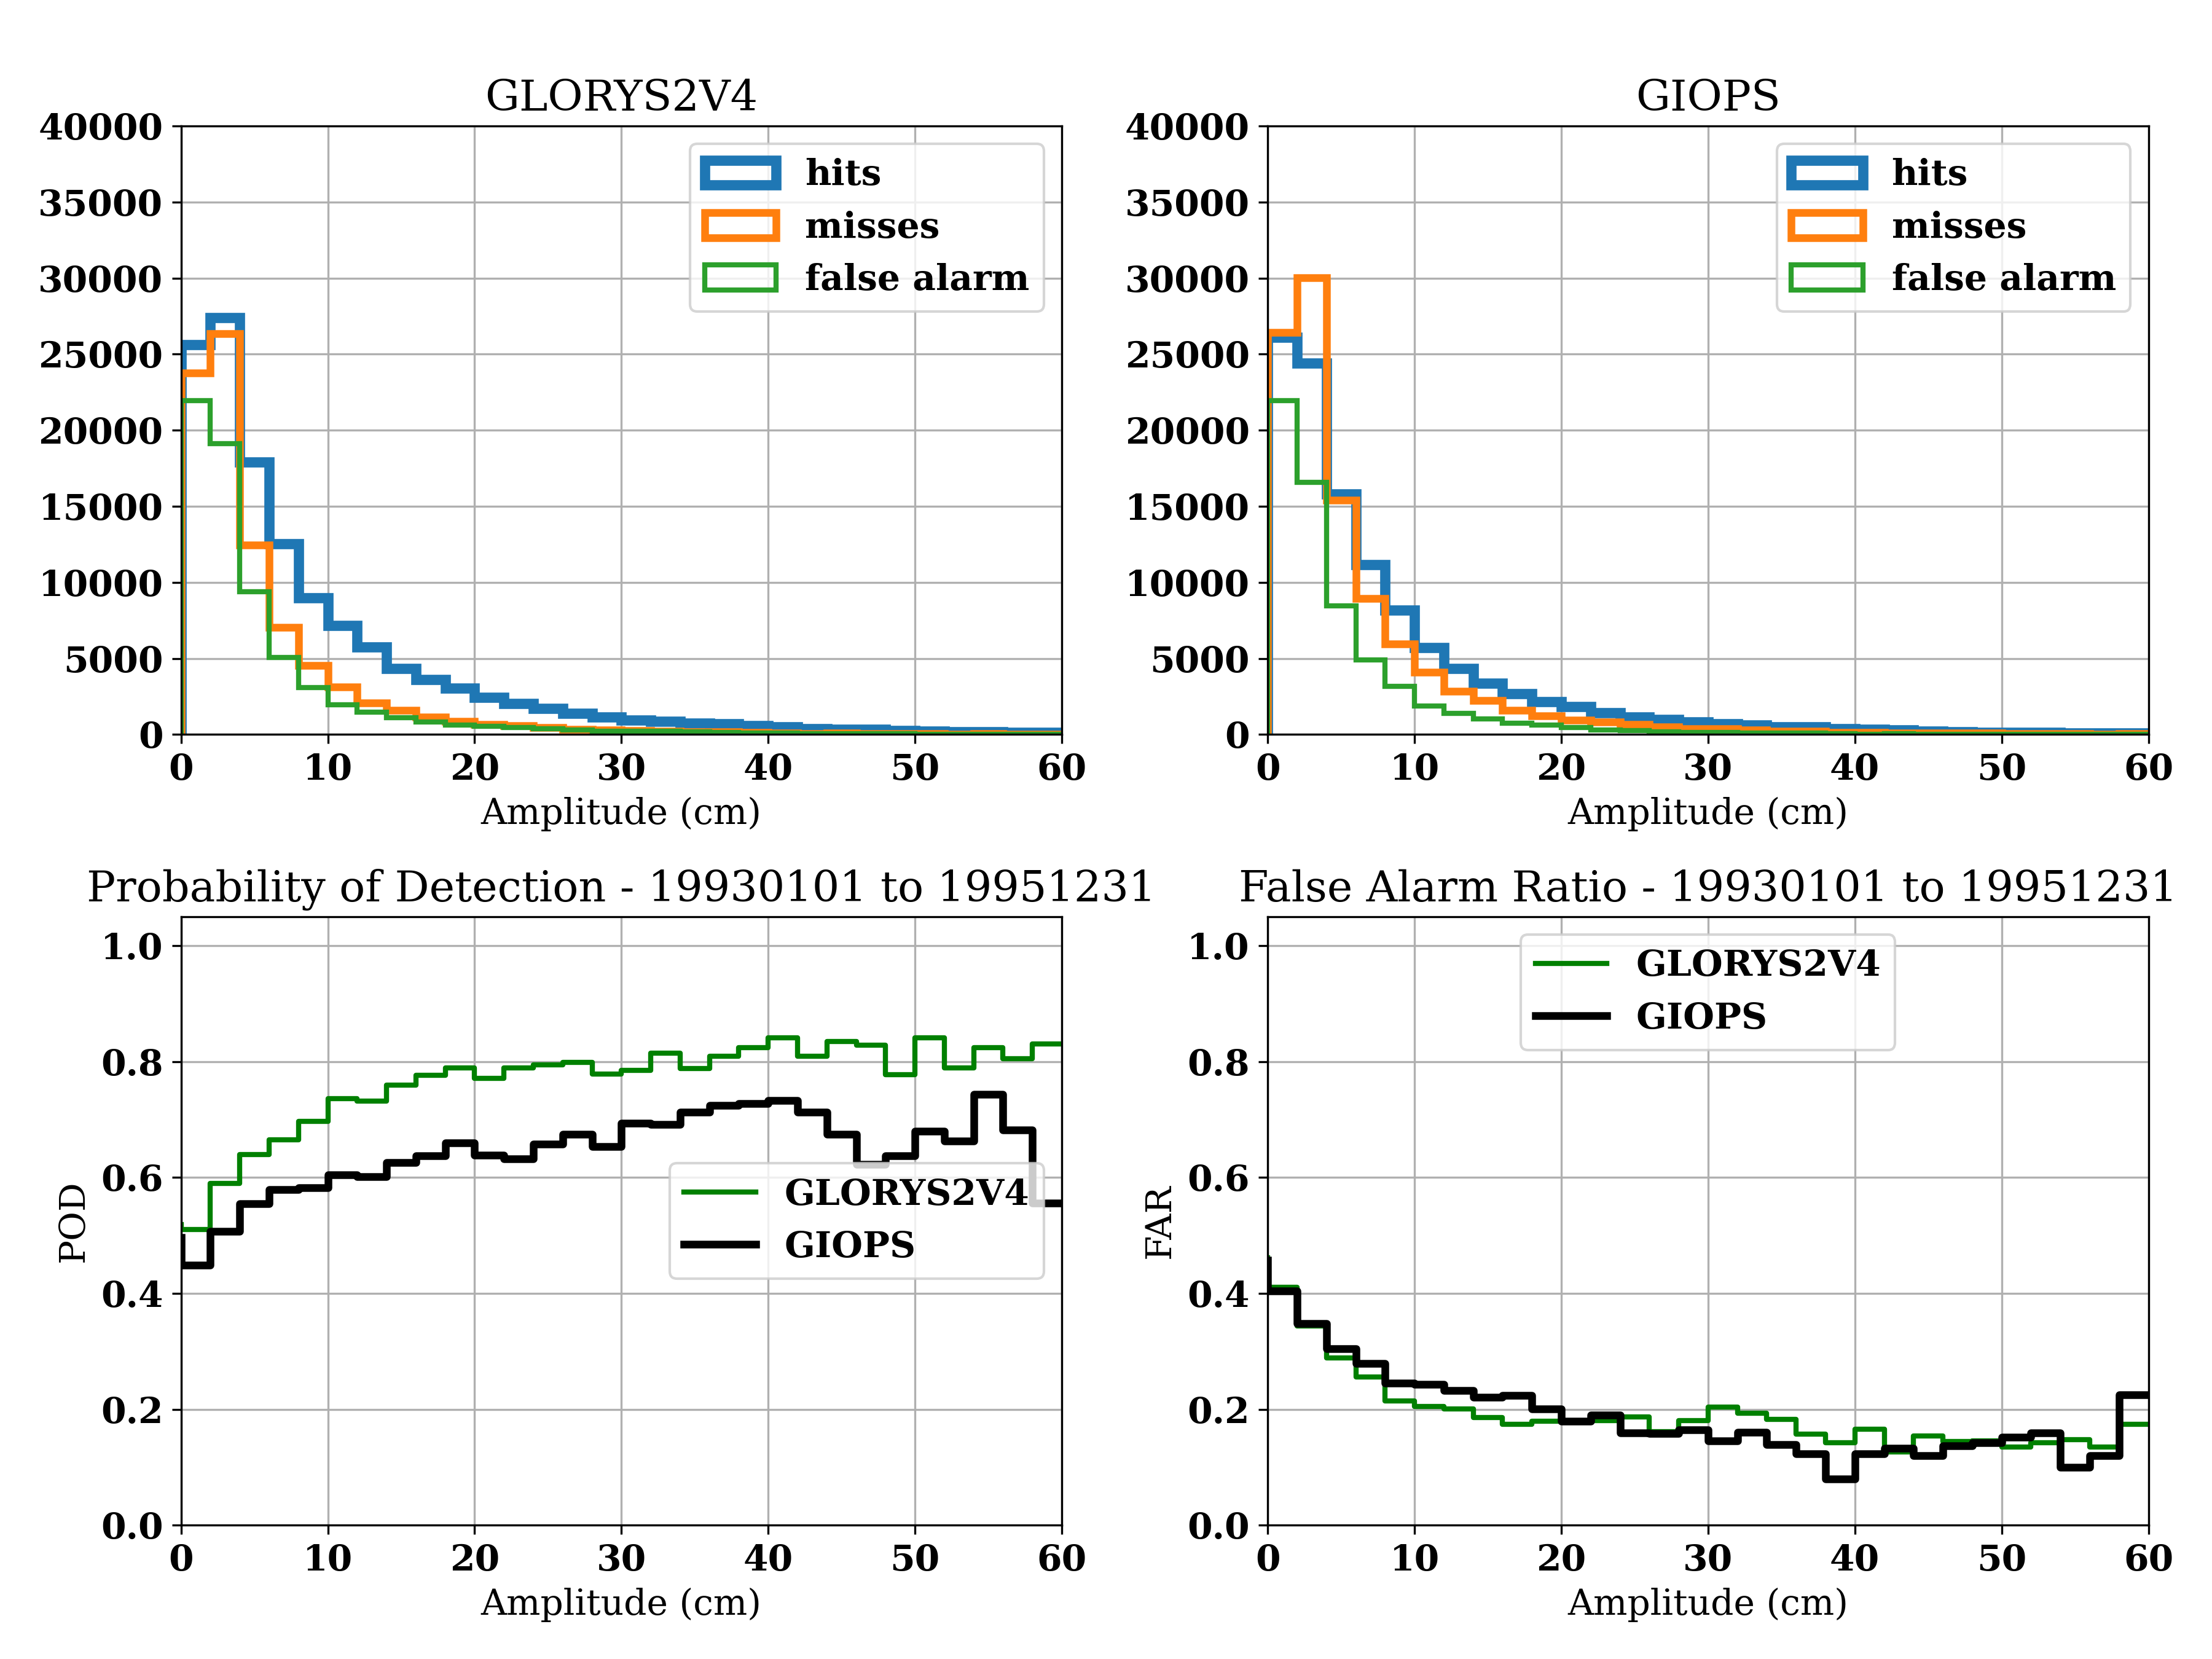 GLORYS2V4
40000
35000
30000
25000
20000
15000
10000
5000
0
hits
misses
false alarm
0 10 20 30 40 50 60
Amplitude (cm)
GIOPS
40000
35000
30000
25000
20000
15000
10000
5000
0
hits
misses
false alarm
0 10 20 30 40 50 60
Amplitude (cm)
Probability of Detection - 19930101 to 19951231
POD
1.0
0.8
0.6
0.4
0.2
0.0
GLORYS2V4
GIOPS
0 10 20 30 40 50 60
Amplitude (cm)
False Alarm Ratio - 19930101 to 19951231
FAR
1.0
0.8
0.6
0.4
0.2
0.0
GLORYS2V4
GIOPS
0 10 20 30 40 50 60
Amplitude (cm)